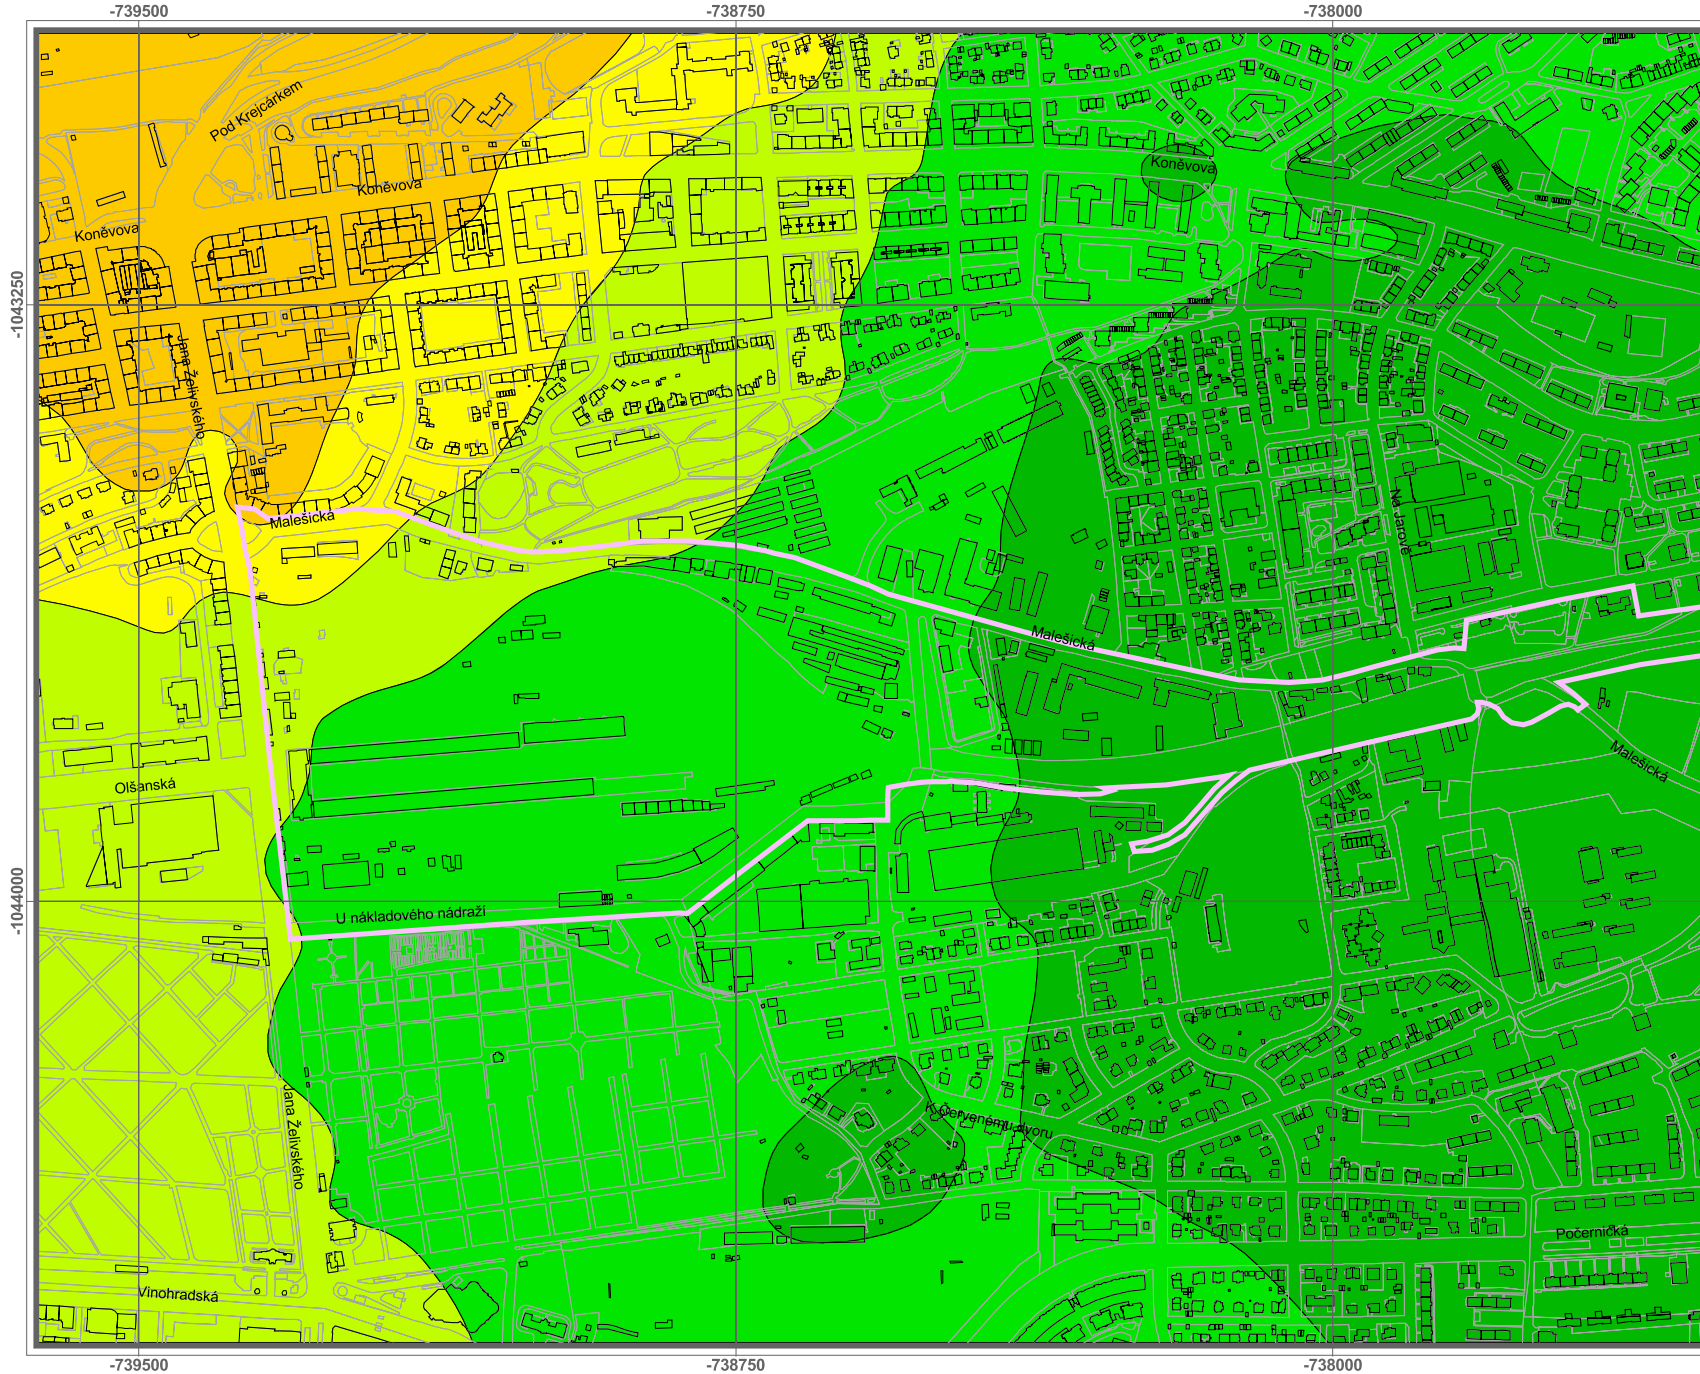 -739500
-738750
-738000
Pod Krejcárkem
Koněvova
Koněvova
Koněvova
-1043250
Jana Želivského
Malešická
Na Jarově
Malešická
Malešická
Olšanská
-1044000
U nákladového nádraží
Jana Želivského
K Červenému dvoru
Počernická
Vinohradská
-739500
-738750
-738000